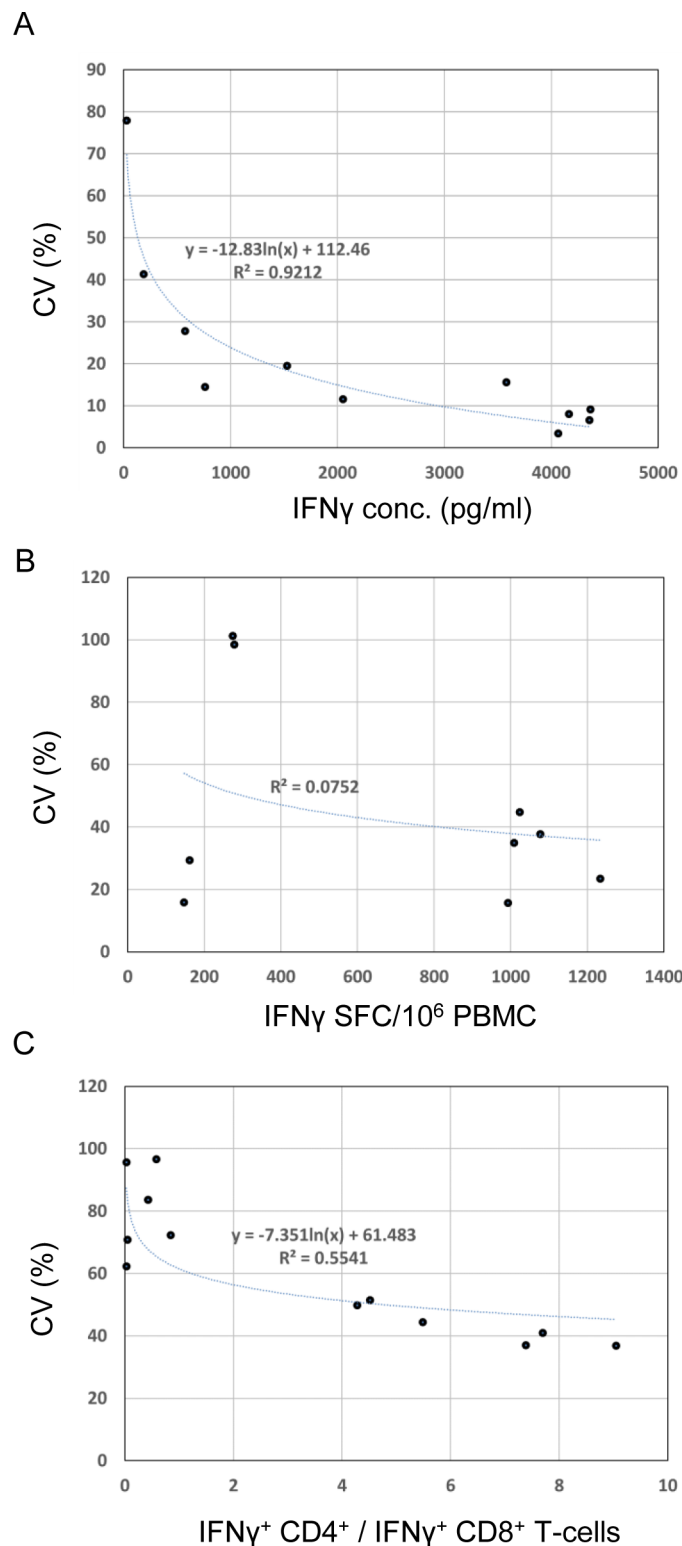 A
90
80
70
60
50
40
30
20
10
0
CV (%)
y = -12.83ln(x) + 112.46
R² = 0.9212
0 1000 2000 3000 4000 5000
IFNγ conc. (pg/ml)
B
120
100
80
60
40
20
0
CV (%)
R² = 0.0752
0 200 400 600 800 1000 1200 1400
IFNγ SFC/10⁶ PBMC
C
120
100
80
60
40
20
0
CV (%)
y = -7.351ln(x) + 61.483
R² = 0.5541
0 2 4 6 8 10
IFNγ⁺ CD4⁺ / IFNγ⁺ CD8⁺ T-cells